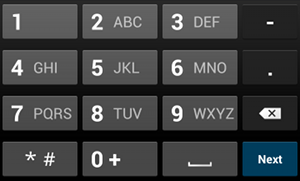 1 2 ABC 3 DEF -
4 GHI 5 JKL 6 MNO .
7 PQRS 8 TUV 9 WXYZ
* # 0 + Next